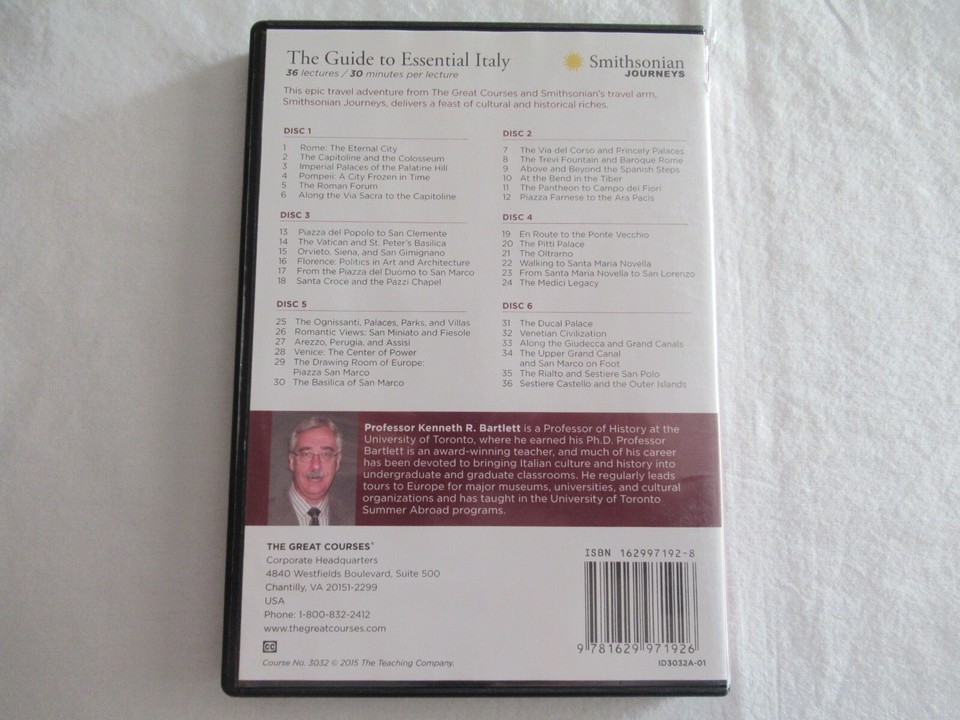 The Guide to Essential Italy
36 lectures / 30 minutes per lecture
Smithsonian
JOURNEYS
This epic travel adventure from The Great Courses and Smithsonian's travel arm,
Smithsonian Journeys, delivers a feast of cultural and historical riches.
DISC 1
1 Rome: The Eternal City
2 The Capitoline and the Colosseum
3 Imperial Palaces of the Palatine Hill
4 Pompeii: A City Frozen in Time
5 The Roman Forum
6 Along the Via Sacra to the Capitoline
DISC 2
7 The Via del Corso and Princely Palaces
8 The Trevi Fountain and Baroque Rome
9 Above and Beyond the Spanish Steps
10 At the Bend in the Tiber
11 The Pantheon to Campo dei Fiori
12 Piazza Farnese to the Ara Pacis
DISC 3
13 Piazza del Popolo to San Clemente
14 The Vatican and St. Peter's Basilica
15 Orvieto, Siena, and San Gimignano
16 Florence: Politics in Art and Architecture
17 From the Piazza del Duomo to San Marco
18 Santa Croce and the Pazzi Chapel
DISC 4
19 En Route to the Ponte Vecchio
20 The Pitti Palace
21 The Oltrarno
22 Walking to Santa Maria Novella
23 From Santa Maria Novella to San Lorenzo
24 The Medici Legacy
DISC 5
25 The Ognissanti, Palaces, Parks, and Villas
26 Romantic Views: San Miniato and Fiesole
27 Arezzo, Perugia, and Assisi
28 Venice: The Center of Power
29 The Drawing Room of Europe:
Piazza San Marco
30 The Basilica of San Marco
DISC 6
31 The Ducal Palace
32 Venetian Civilization
33 Along the Giudecca and Grand Canals
34 The Upper Grand Canal
and San Marco on Foot
35 The Rialto and Sestiere San Polo
36 Sestiere Castello and the Outer Islands
Professor Kenneth R. Bartlett is a Professor of History at the
University of Toronto, where he earned his Ph.D. Professor
Bartlett is an award-winning teacher, and much of his career
has been devoted to bringing Italian culture and history into
undergraduate and graduate classrooms. He regularly leads
tours to Europe for major museums, universities, and cultural
organizations and has taught in the University of Toronto
Summer Abroad programs.
THE GREAT COURSES®
Corporate Headquarters
4840 Westfields Boulevard, Suite 500
Chantilly, VA 20151-2299
USA
Phone: 1-800-832-2412
www.thegreatcourses.com
CC
Course No. 3032 © 2015 The Teaching Company.
ISBN 162997192-8
9 781629 971926
ID3032A-01